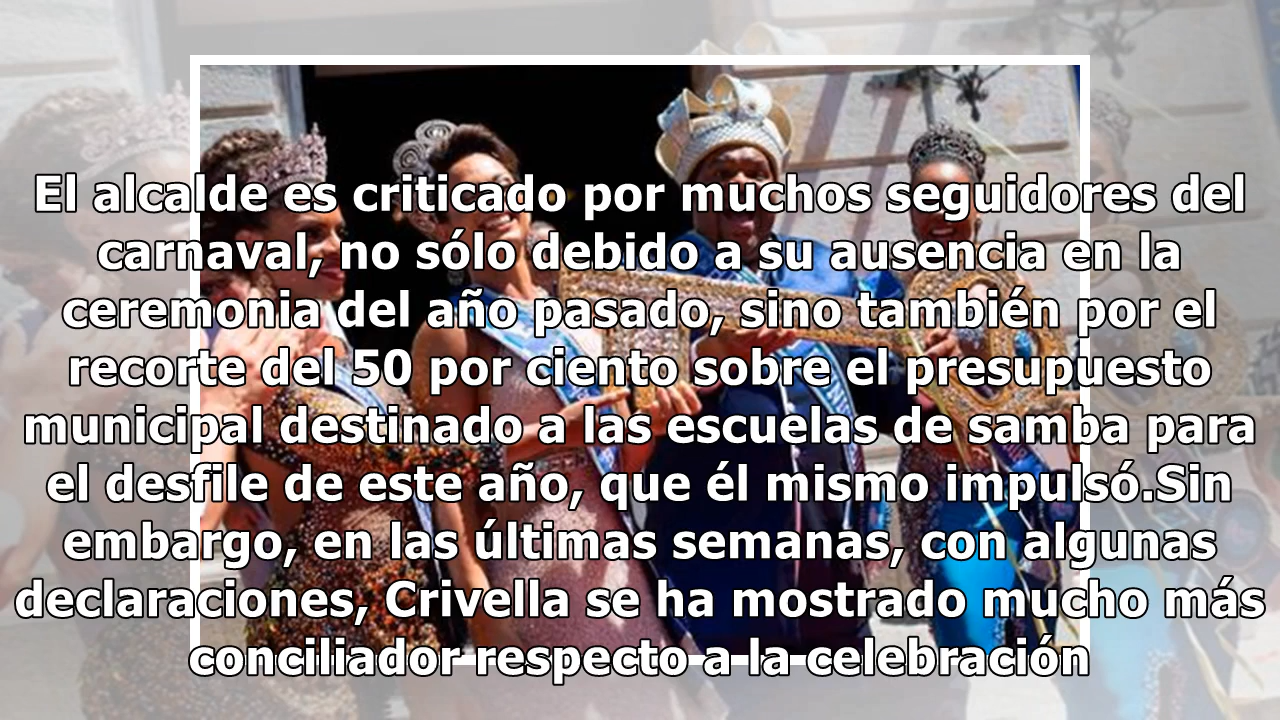 El alcalde es criticado por muchos seguidores del
carnaval, no sólo debido a su ausencia en la
ceremonia del año pasado, sino también por el
recorte del 50 por ciento sobre el presupuesto
municipal destinado a las escuelas de samba para
el desfile de este año, que él mismo impulsó.Sin
embargo, en las últimas semanas, con algunas
declaraciones, Crivella se ha mostrado mucho más
conciliador respecto a la celebración